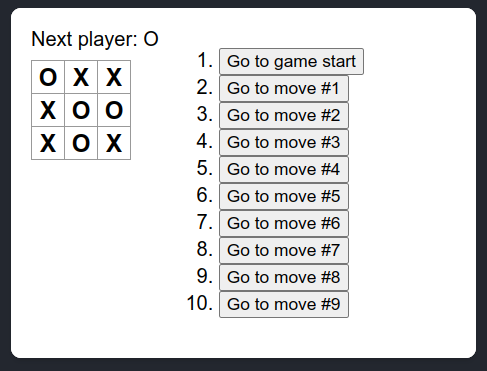 Next player: O
O X X
X O O
X O X
1. Go to game start
2. Go to move #1
3. Go to move #2
4. Go to move #3
5. Go to move #4
6. Go to move #5
7. Go to move #6
8. Go to move #7
9. Go to move #8
10. Go to move #9